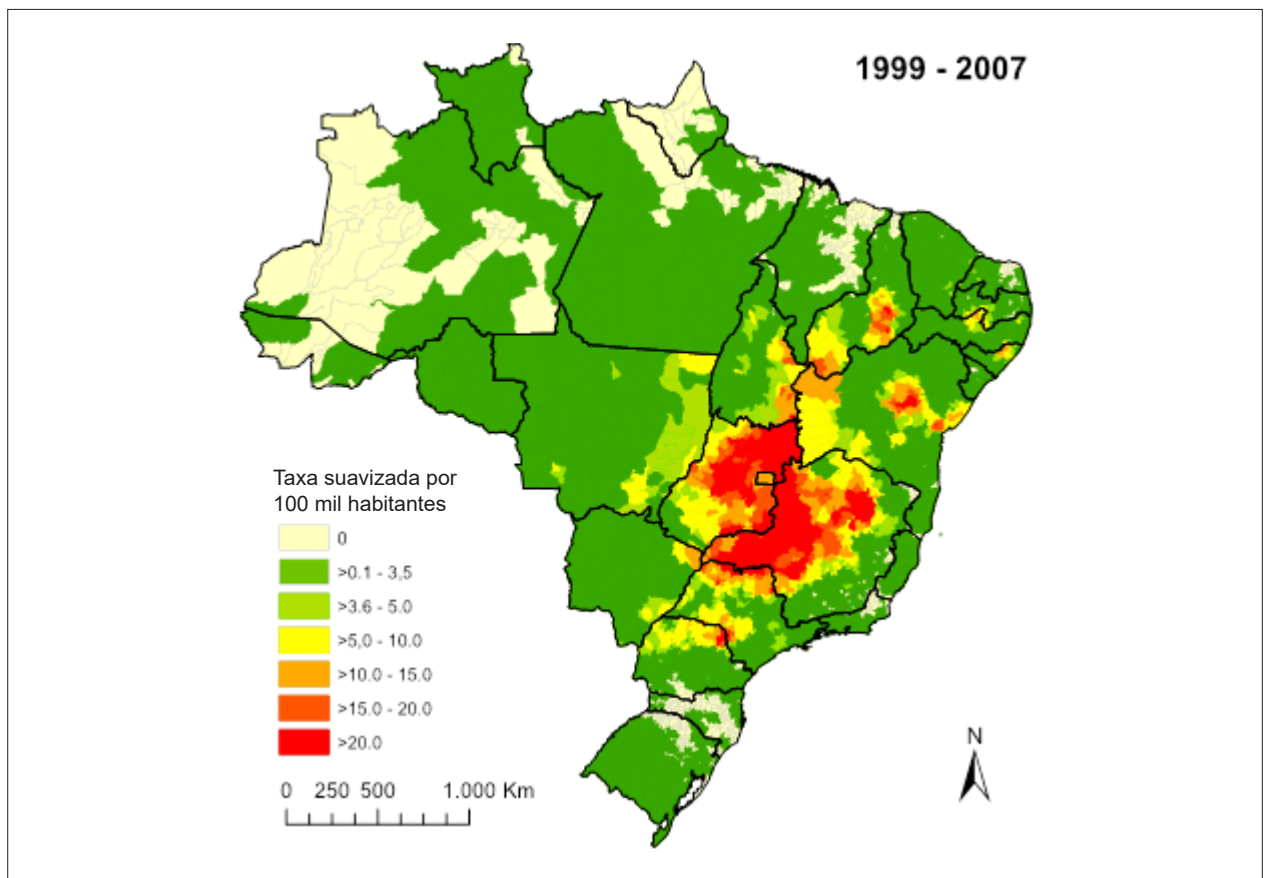 1999 - 2007
Taxa suavizada por
100 mil habitantes
0
>0.1 - 3,5
>3.6 - 5.0
>5,0 - 10.0
>10.0 - 15.0
>15.0 - 20.0
>20.0
0 250 500 1.000 Km
N